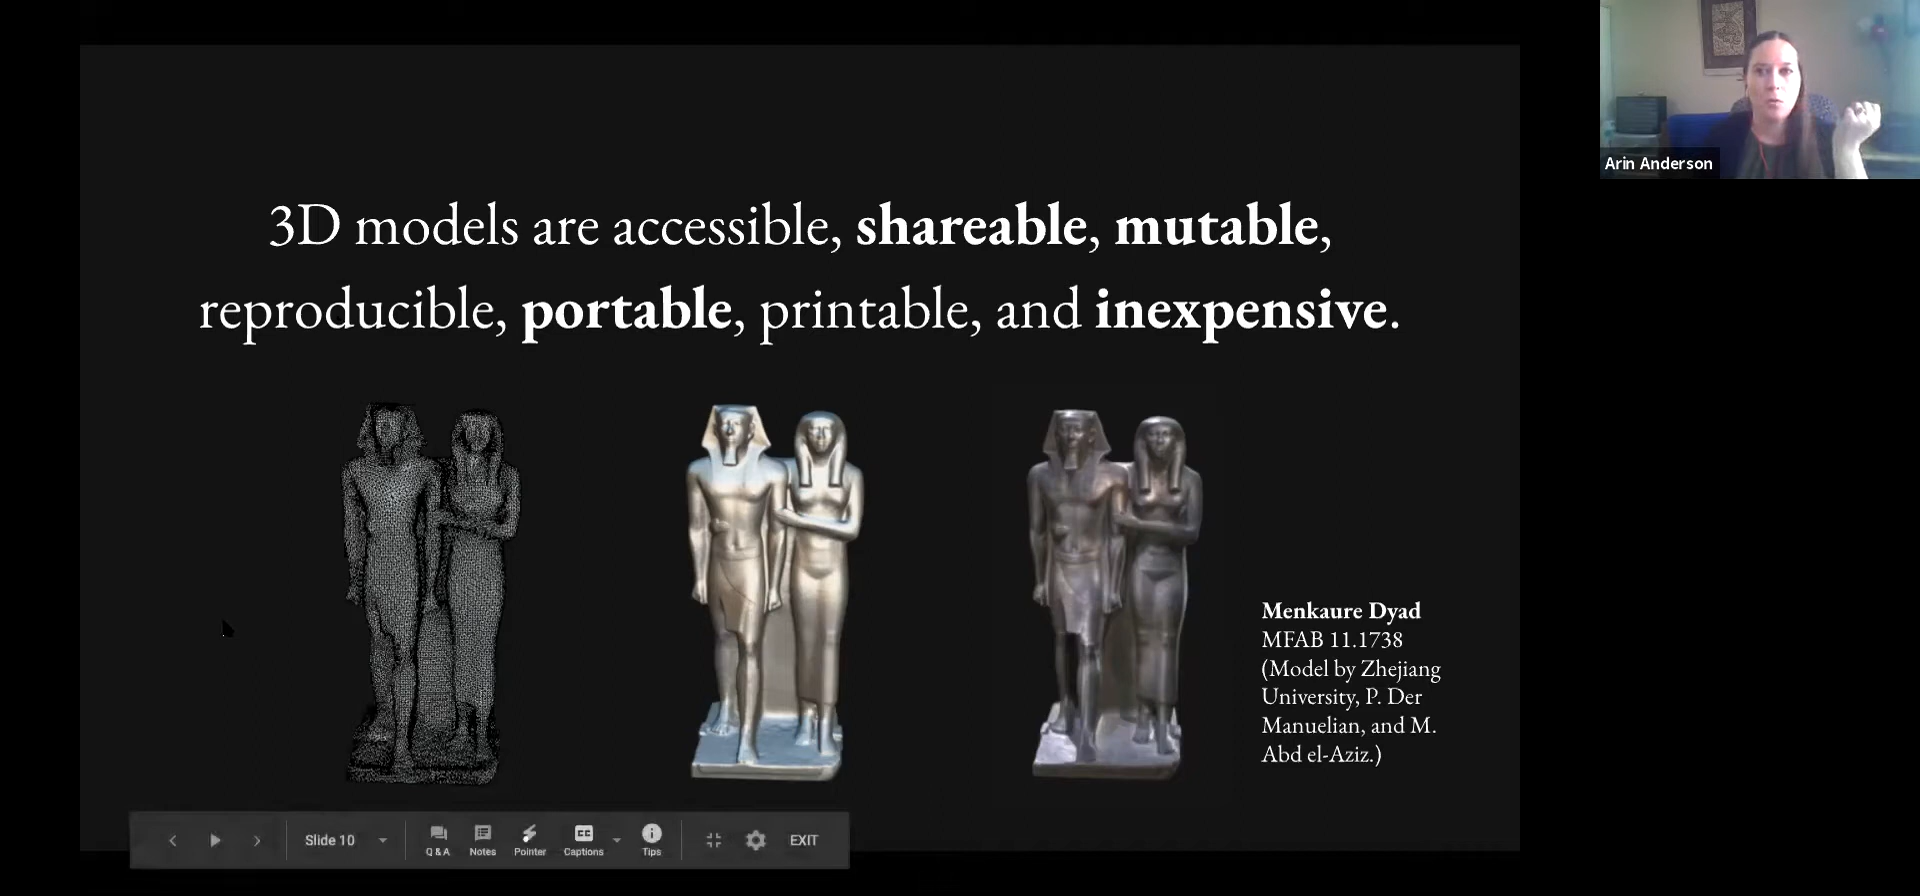 3D models are accessible, shareable, mutable,
reproducible, portable, printable, and inexpensive.
Menkaure Dyad
MFAB 11.1738
(Model by Zhejiang
University, P. Der
Manuelian, and M.
Abd el-Aziz.)
Arin Anderson
Slide 10
Q & A
Notes
Pointer
CC
Captions
Tips
EXIT